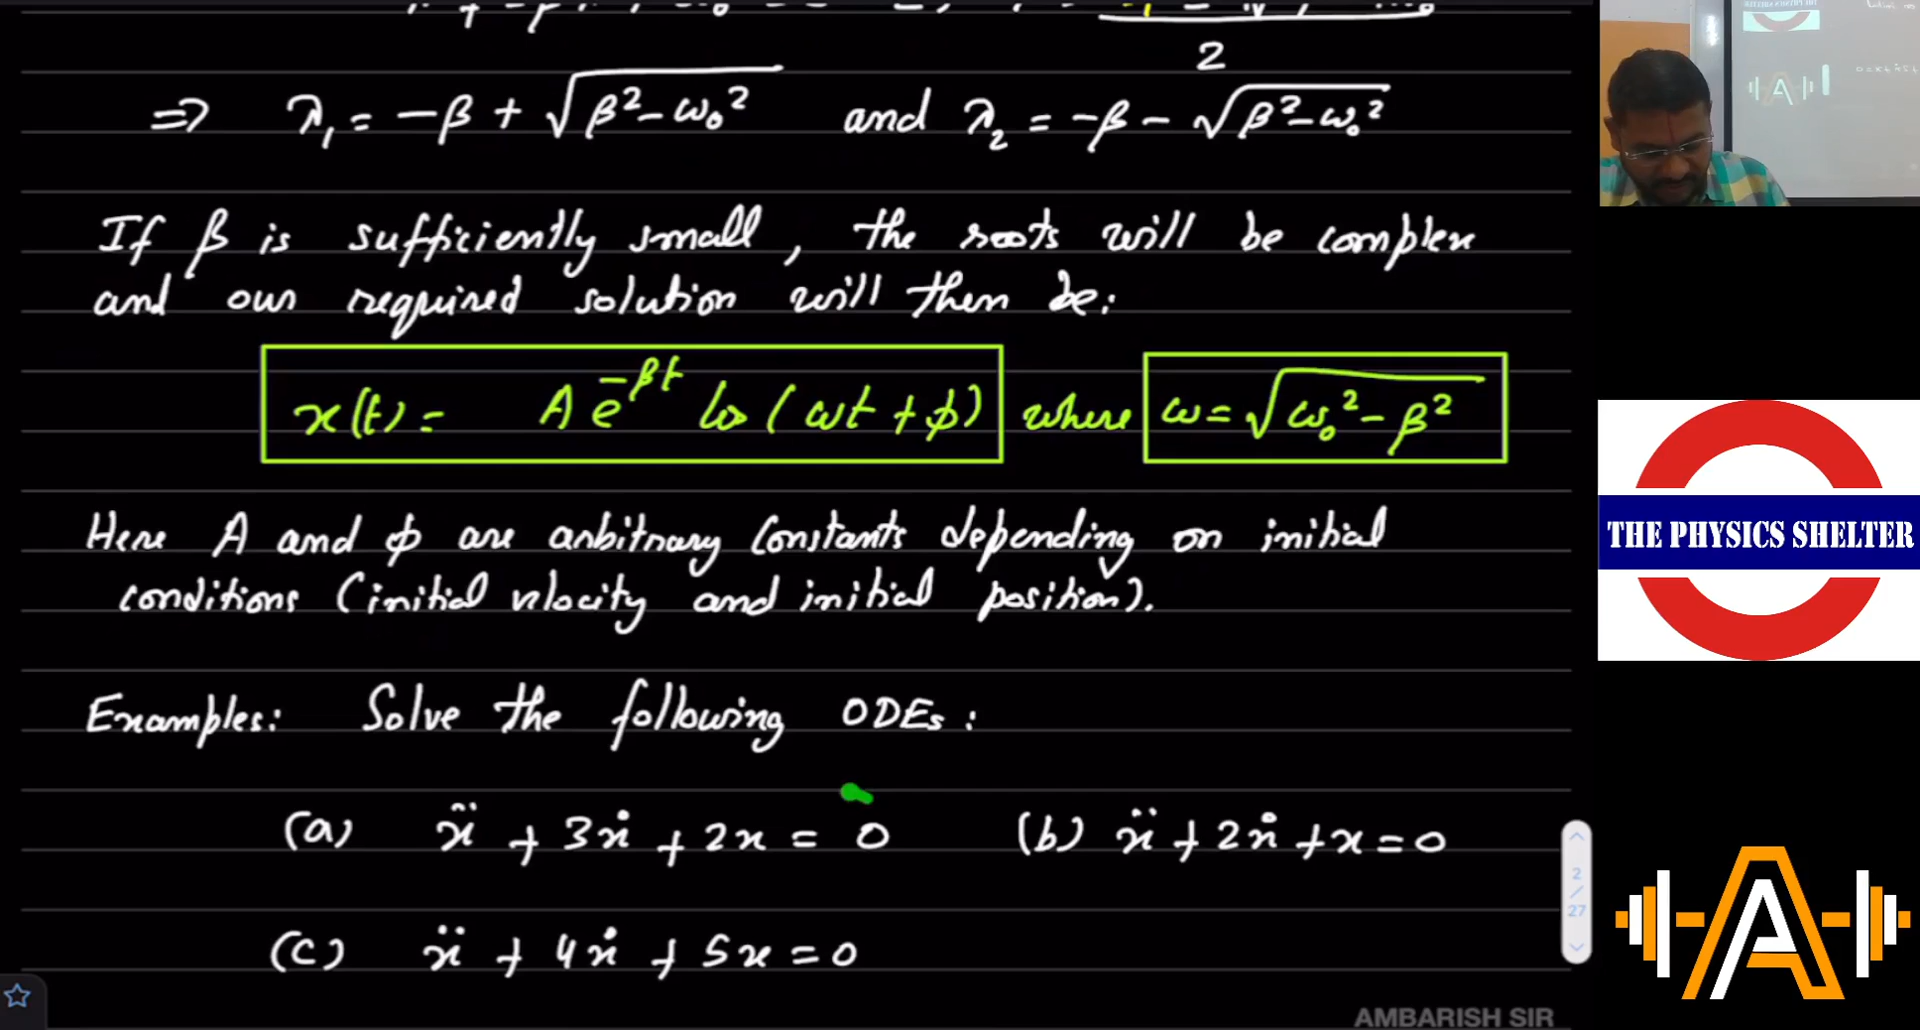 2
⇒ λ₁ = -β + √(β² - ω₀²) and λ₂ = -β - √(β² - ω₀²)
If β is sufficiently small, the roots will be complex
and our required solution will then be:
x(t) = A e^{-βt} Cos(ωt + φ) where ω = √(ω₀² - β²)
Here A and φ are arbitrary Constants depending on initial
conditions (initial velocity and initial position).
Examples: Solve the following ODEs:
(a) ẍ + 3ẋ + 2x = 0 (b) ẍ + 2ẋ + x = 0
(c) ẍ + 4ẋ + 5x = 0
2
/
27
AMBARISH SIR
THE PHYSICS SHELTER
A